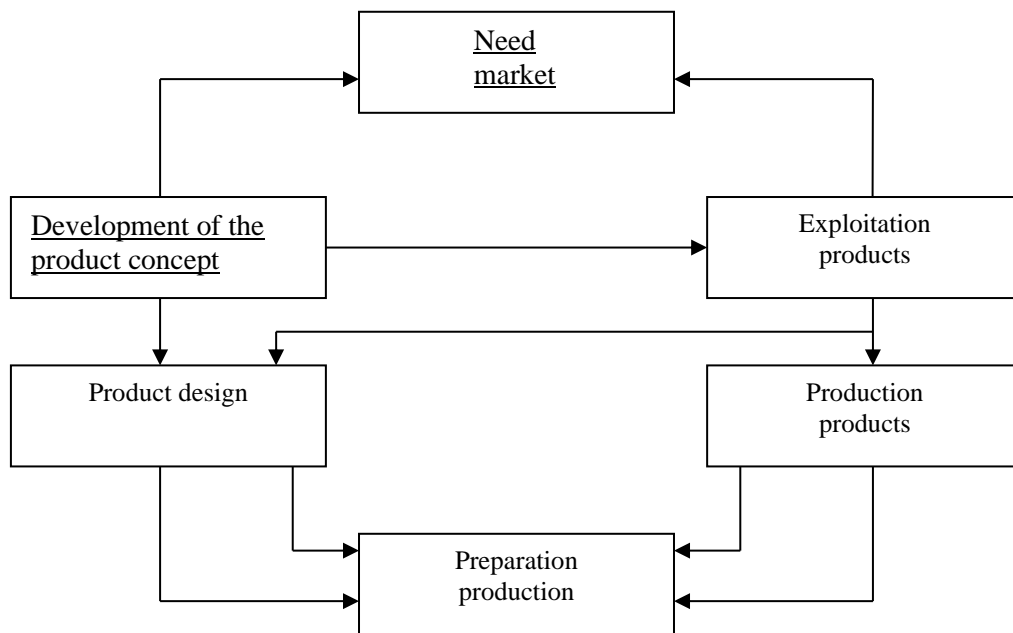 Need
market
Development of the
product concept
Exploitation
products
Product design
Production
products
Preparation
production